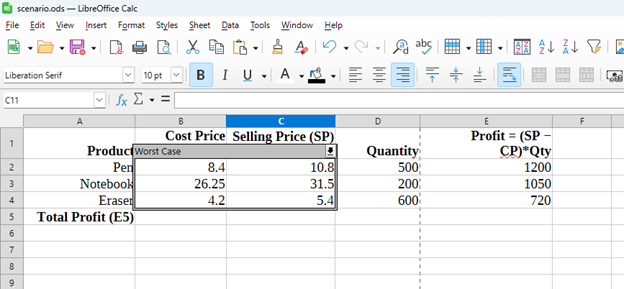 scenario.ods — LibreOffice Calc
File Edit View Insert Format Styles Sheet Data Tools Window Help
Liberation Serif 10 pt B I U A
C11 fx Σ =
A B C D E F
1 Cost Price Selling Price (SP) Profit = (SP −
Product Worst Case Quantity CP)*Qty
2 Pen 8.4 10.8 500 1200
3 Notebook 26.25 31.5 200 1050
4 Eraser 4.2 5.4 600 720
5 Total Profit (E5)
6
7
8
9